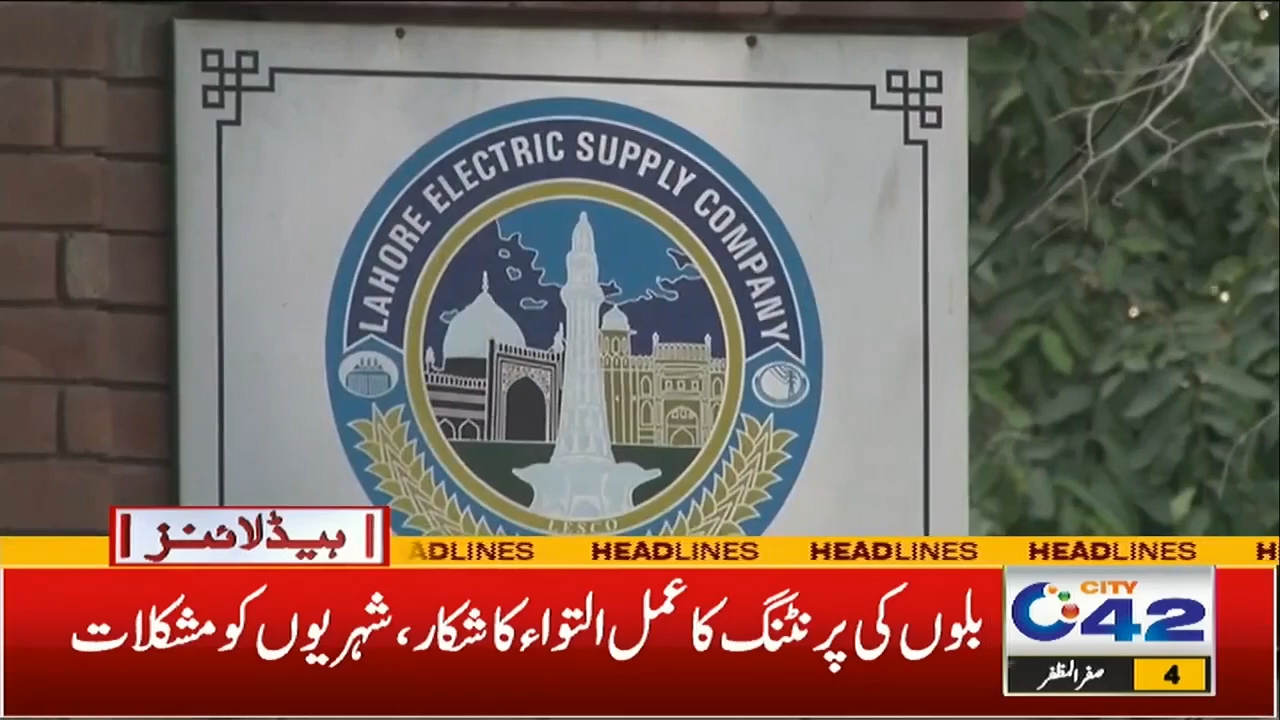 LAHORE ELECTRIC SUPPLY COMPANY
LESCO
ہیڈلائنز
ADLINES HEADLINES HEADLINES HEADLINES H
بلوں کی پرنٹنگ کا عمل التواء کا شکار، شہریوں کو مشکلات
CITY
42
صفر المظفر 4